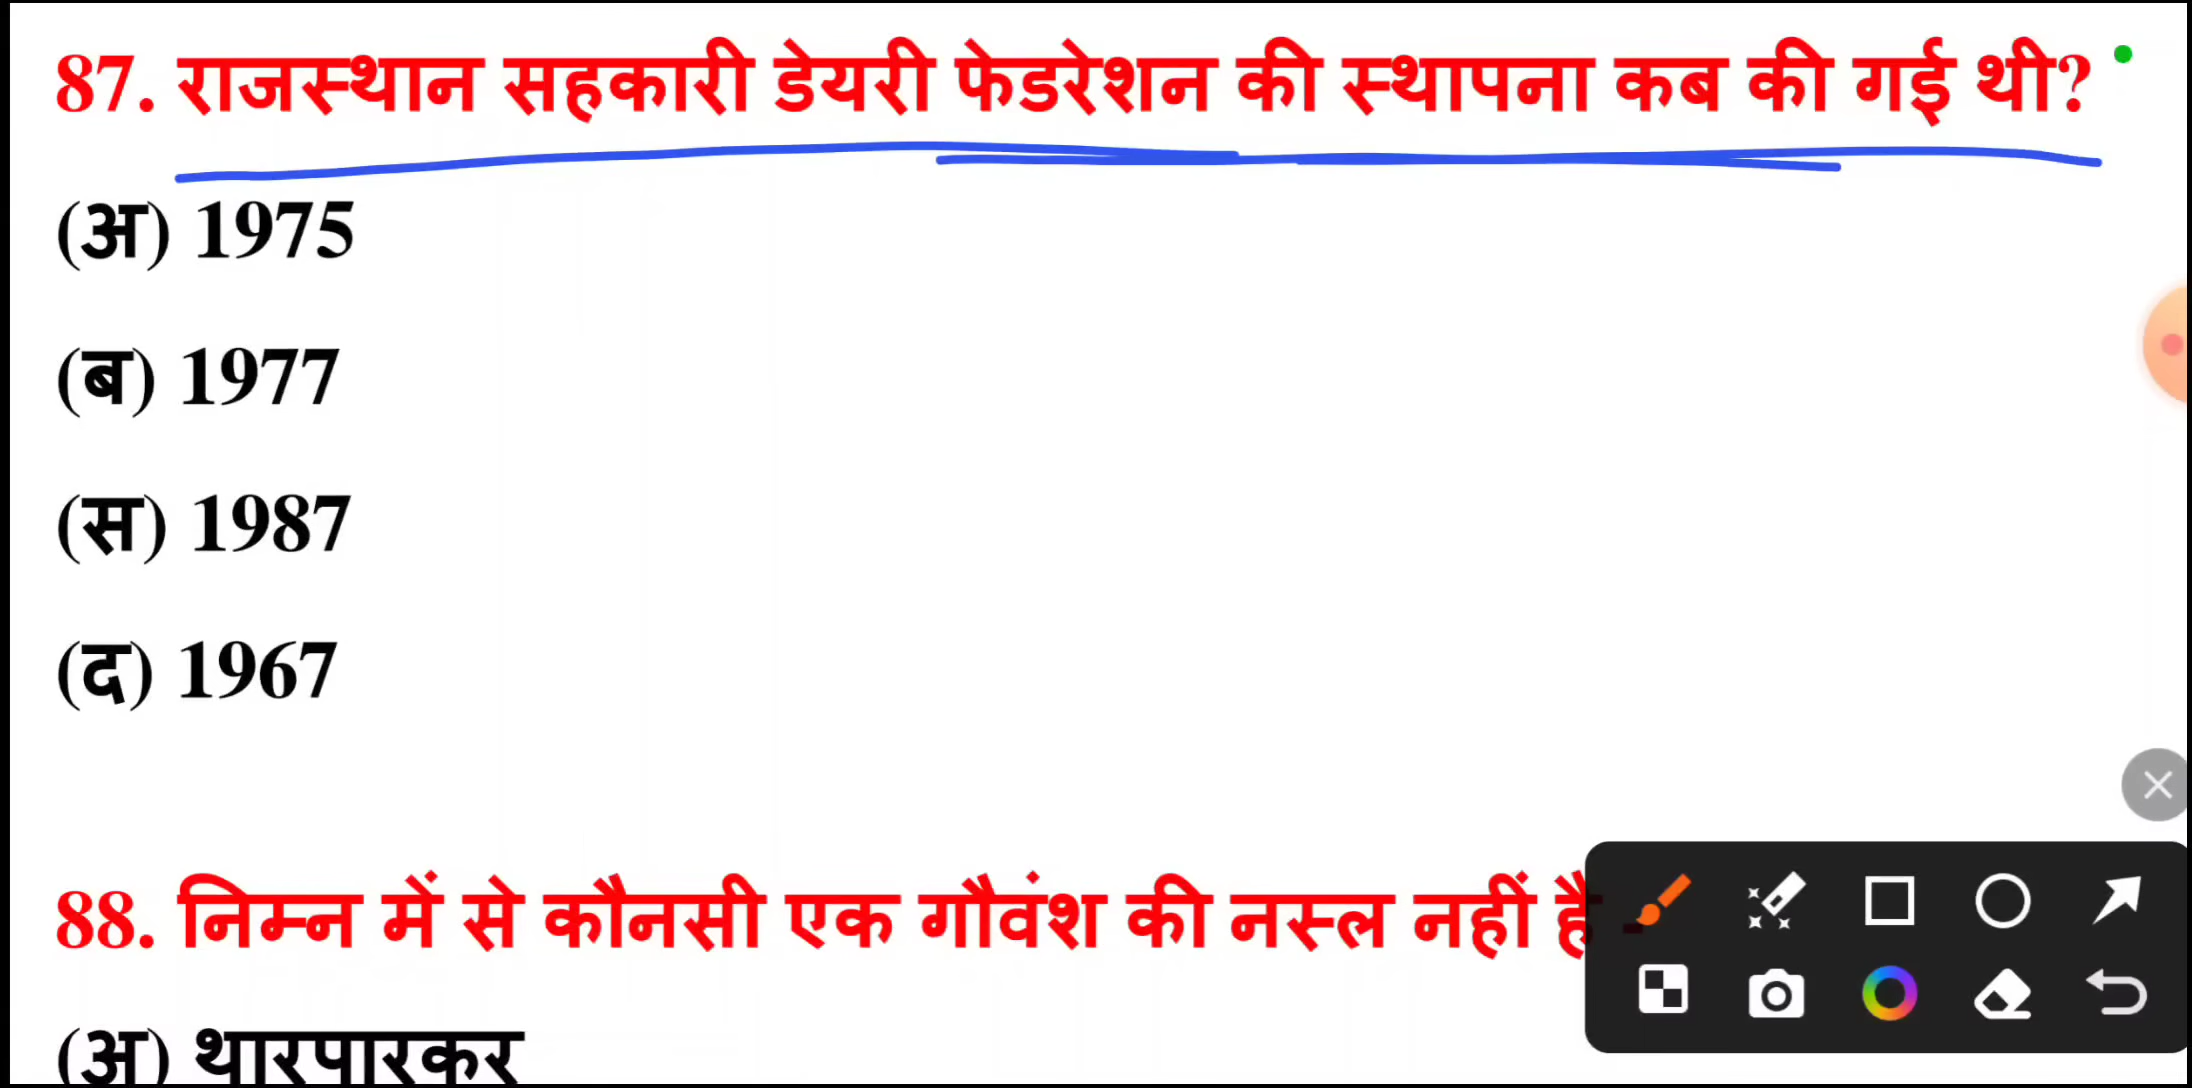 87. राजस्थान सहकारी डेयरी फेडरेशन की स्थापना कब की गई थी?
(अ) 1975
(ब) 1977
(स) 1987
(द) 1967
88. निम्न में से कौनसी एक गौवंश की नस्ल नहीं है
(अ) थारपारकर